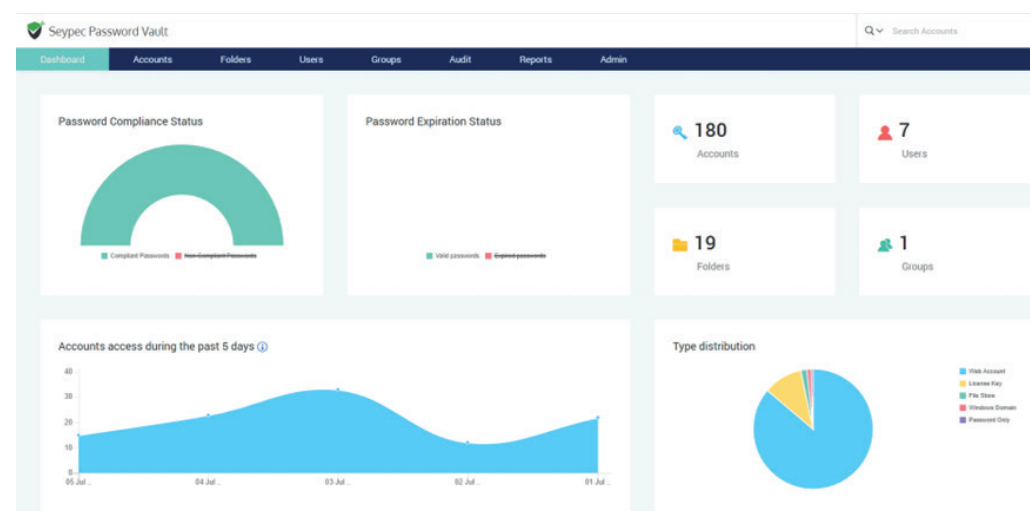 Seypec Password Vault
Search Accounts
Dashboard Accounts Folders Users Groups Audit Reports Admin
Password Compliance Status
Compliant Passwords Non-Compliant Passwords
Password Expiration Status
Valid passwords Expired passwords
180
Accounts
7
Users
19
Folders
1
Groups
Accounts access during the past 5 days
40
30
20
10
0
05 Jul ..
04 Jul ..
03 Jul ..
02 Jul ..
01 Jul ..
Type distribution
Web Account
License Key
File Store
Windows Domain
Password Only